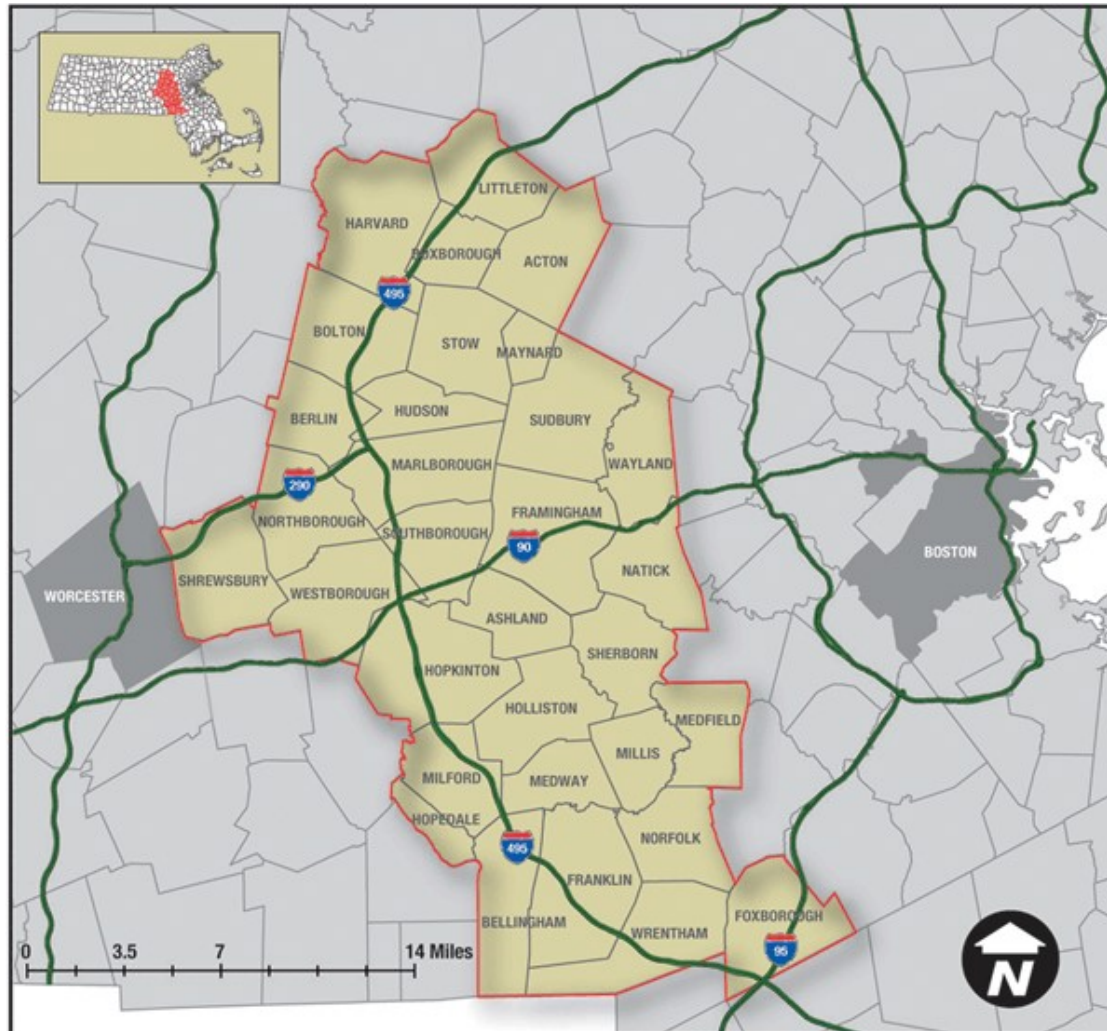 LITTLETON
HARVARD
BOXBOROUGH
ACTON
495
BOLTON
STOW
MAYNARD
BERLIN
HUDSON
SUDBURY
MARLBOROUGH
WAYLAND
290
NORTHBOROUGH
SOUTHBOROUGH
FRAMINGHAM
90
BOSTON
SHREWSBURY
NATICK
WORCESTER
WESTBOROUGH
ASHLAND
SHERBORN
HOPKINTON
HOLLISTON
MEDFIELD
MILLIS
MILFORD
MEDWAY
HOPEDALE
NORFOLK
495
FRANKLIN
BELLINGHAM
FOXBOROUGH
WRENTHAM
95
0 3.5 7 14 Miles
N